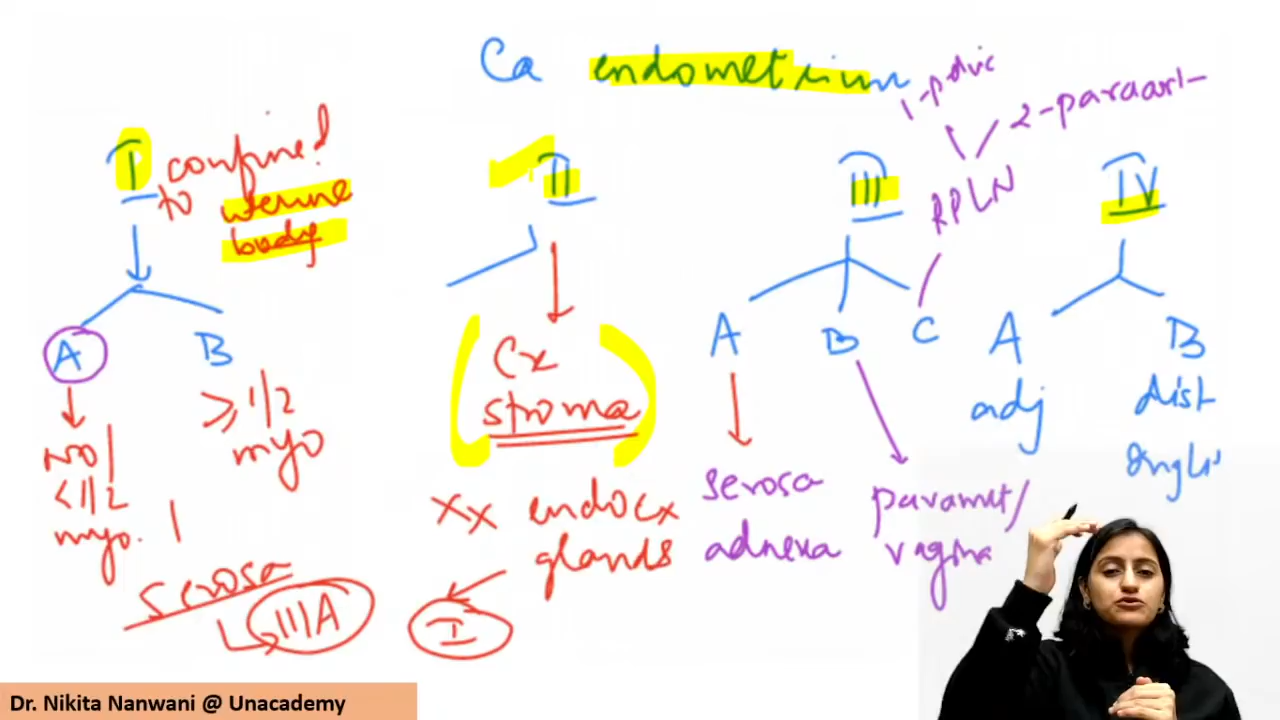 Ca endometrium
I confined
to uterine
body
A
B
NO/
<1/2
myo.
≥ 1/2
myo
serosa
IIIA
II
Cx
stroma
xx endocx
glands
I
III
A
B
C
serosa
adnexa
paramet/
vagina
RPLN
1-pelvic
2-paraaort-
IV
A
adj
B
dist
Dr. Nikita Nanwani @ Unacademy